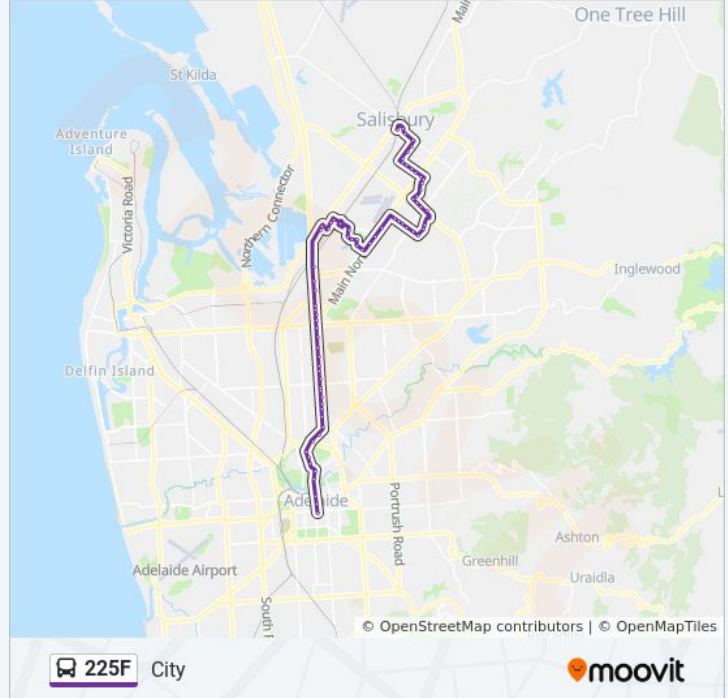 One Tree Hill
Mai
St Kilda
Salisbury
Adventure
Island
Victoria Road
Northern Connector
Main Nor
Inglewood
Delfin Island
Adelaide
Portrush Road
Ashton
Greenhill
Adelaide Airport
Uraidla
South R
© OpenStreetMap contributors | © OpenMapTiles
225F City
moovit